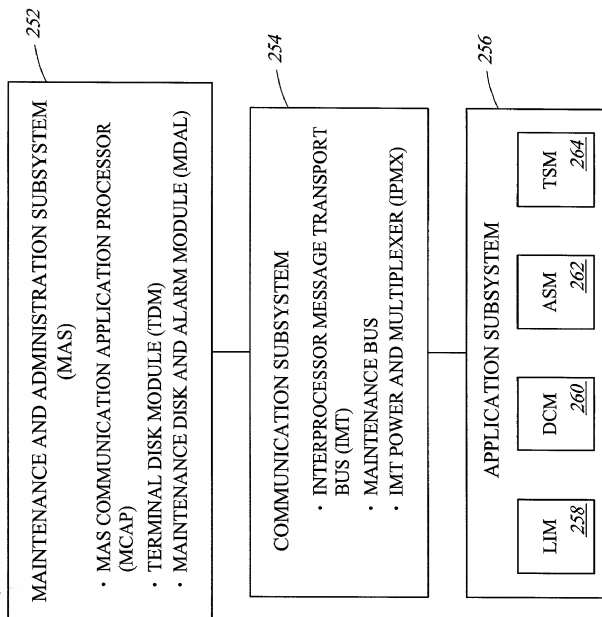 252
MAINTENANCE AND ADMINISTRATION SUBSYSTEM
(MAS)
· MAS COMMUNICATION APPLICATION PROCESSOR
(MCAP)
· TERMINAL DISK MODULE (TDM)
· MAINTENANCE DISK AND ALARM MODULE (MDAL)
254
COMMUNICATION SUBSYSTEM
· INTERPROCESSOR MESSAGE TRANSPORT
BUS (IMT)
· MAINTENANCE BUS
· IMT POWER AND MULTIPLEXER (IPMX)
256
APPLICATION SUBSYSTEM
LIM
258
DCM
260
ASM
262
TSM
264